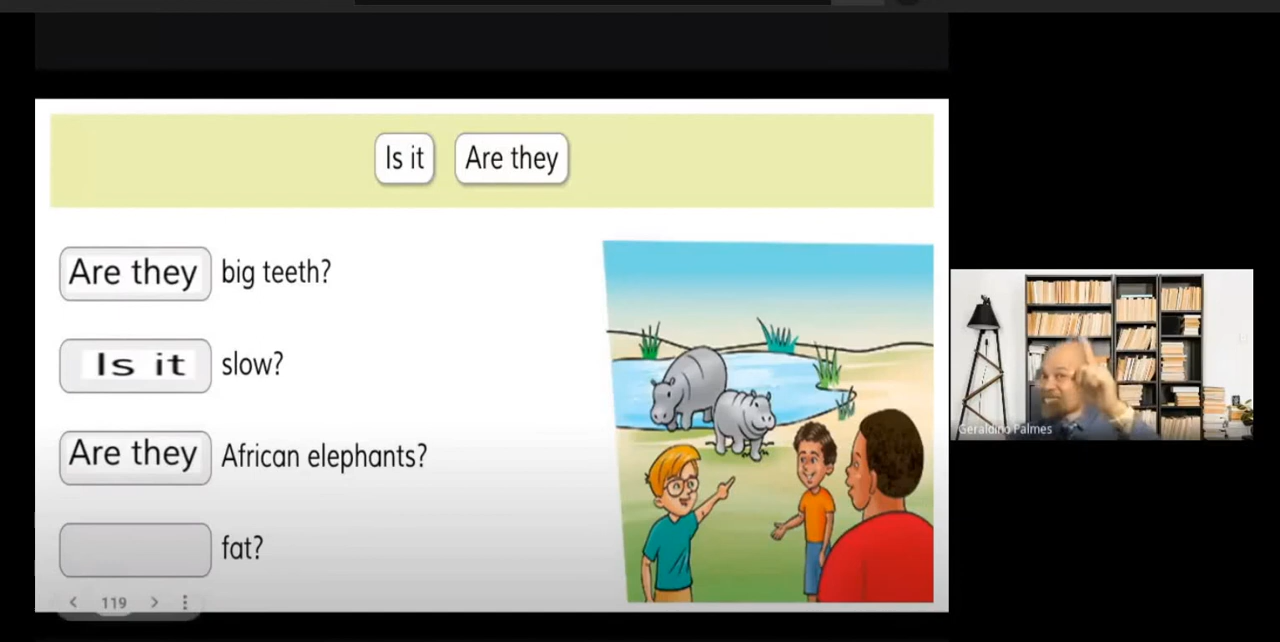 Is it Are they
Are they big teeth?
Is it slow?
Are they African elephants?
fat?
119
Geraldino Palmes